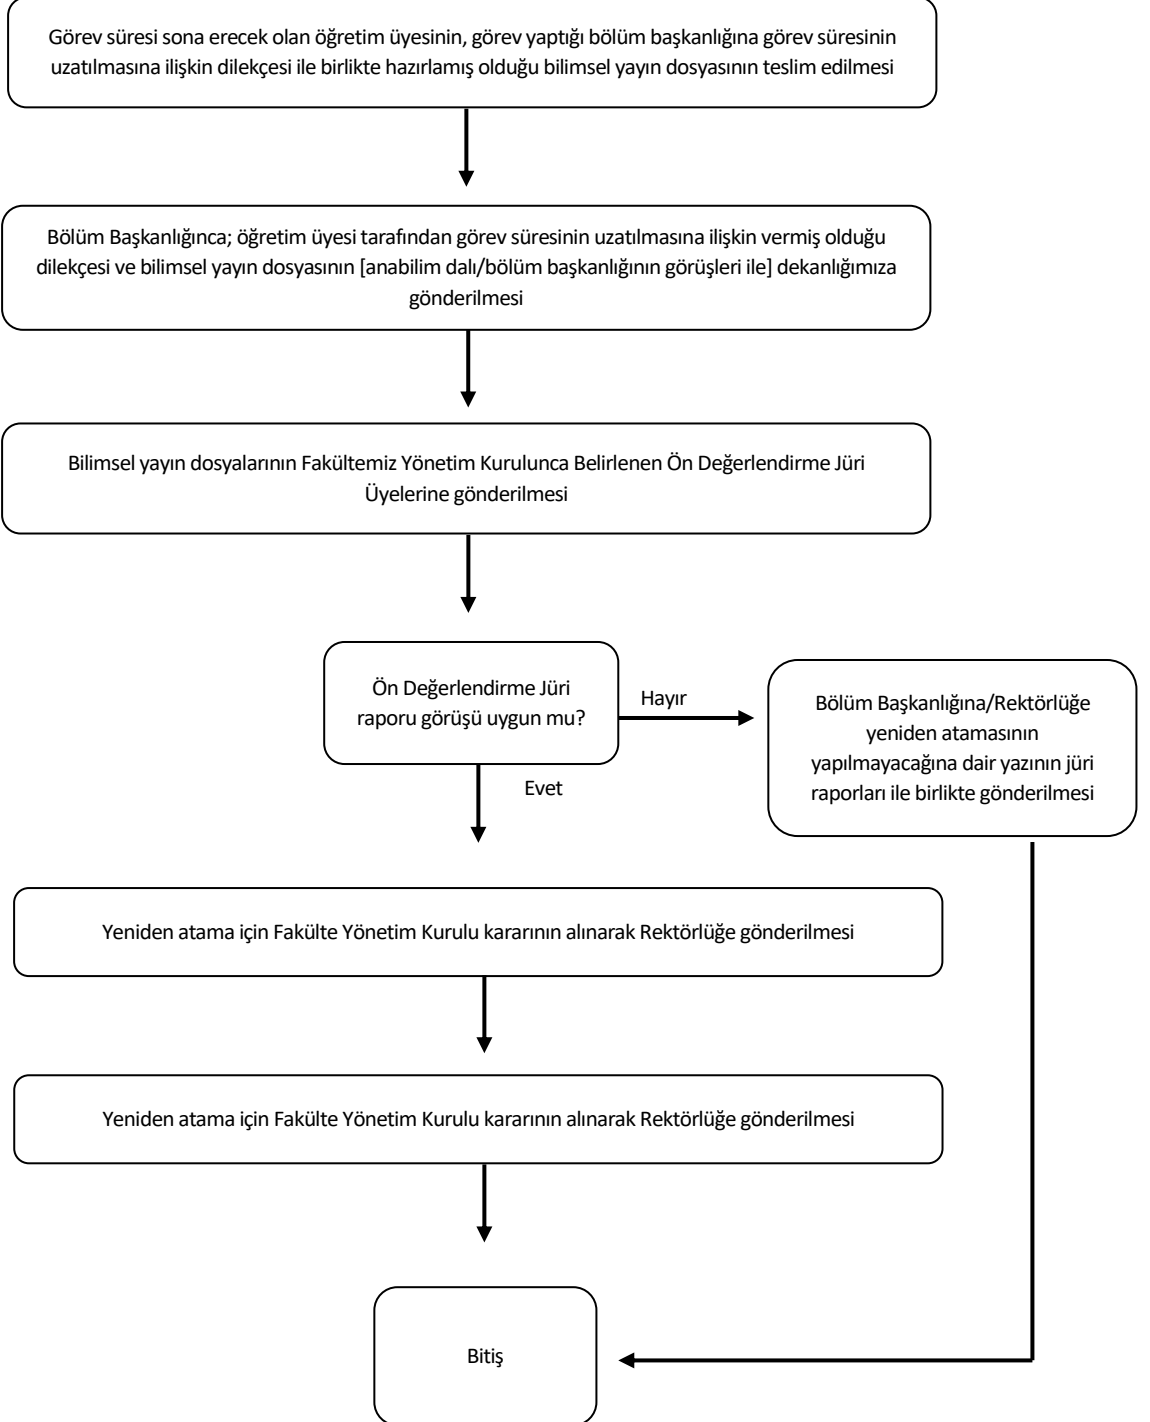 Görev süresi sona erecek olan öğretim üyesinin, görev yaptığı bölüm başkanlığına görev süresinin
uzatılmasına ilişkin dilekçesi ile birlikte hazırlamış olduğu bilimsel yayın dosyasının teslim edilmesi
Bölüm Başkanlığınca; öğretim üyesi tarafından görev süresinin uzatılmasına ilişkin vermiş olduğu
dilekçesi ve bilimsel yayın dosyasının [anabilim dalı/bölüm başkanlığının görüşleri ile] dekanlığımıza
gönderilmesi
Bilimsel yayın dosyalarının Fakültemiz Yönetim Kurulunca Belirlenen Ön Değerlendirme Jüri
Üyelerine gönderilmesi
Ön Değerlendirme Jüri
raporu görüşü uygun mu?
Hayır
Bölüm Başkanlığına/Rektörlüğe
yeniden atamasının
yapılmayacağına dair yazının jüri
raporları ile birlikte gönderilmesi
Evet
Yeniden atama için Fakülte Yönetim Kurulu kararının alınarak Rektörlüğe gönderilmesi
Yeniden atama için Fakülte Yönetim Kurulu kararının alınarak Rektörlüğe gönderilmesi
Bitiş